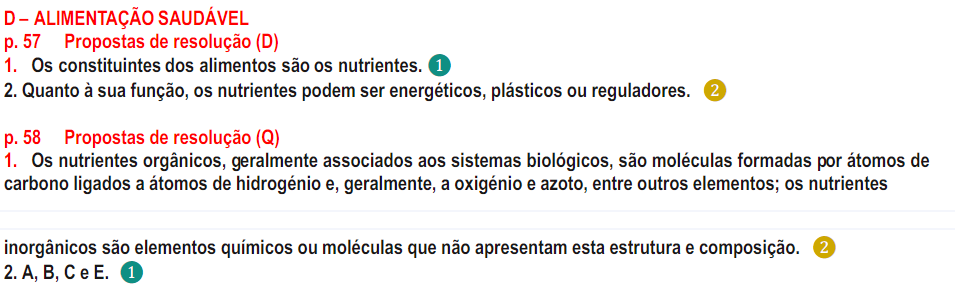 D – ALIMENTAÇÃO SAUDÁVEL
p. 57 Propostas de resolução (D)
1. Os constituintes dos alimentos são os nutrientes. 1
2. Quanto à sua função, os nutrientes podem ser energéticos, plásticos ou reguladores. 2
p. 58 Propostas de resolução (Q)
1. Os nutrientes orgânicos, geralmente associados aos sistemas biológicos, são moléculas formadas por átomos de
carbono ligados a átomos de hidrogénio e, geralmente, a oxigénio e azoto, entre outros elementos; os nutrientes
inorgânicos são elementos químicos ou moléculas que não apresentam esta estrutura e composição. 2
2. A, B, C e E. 1